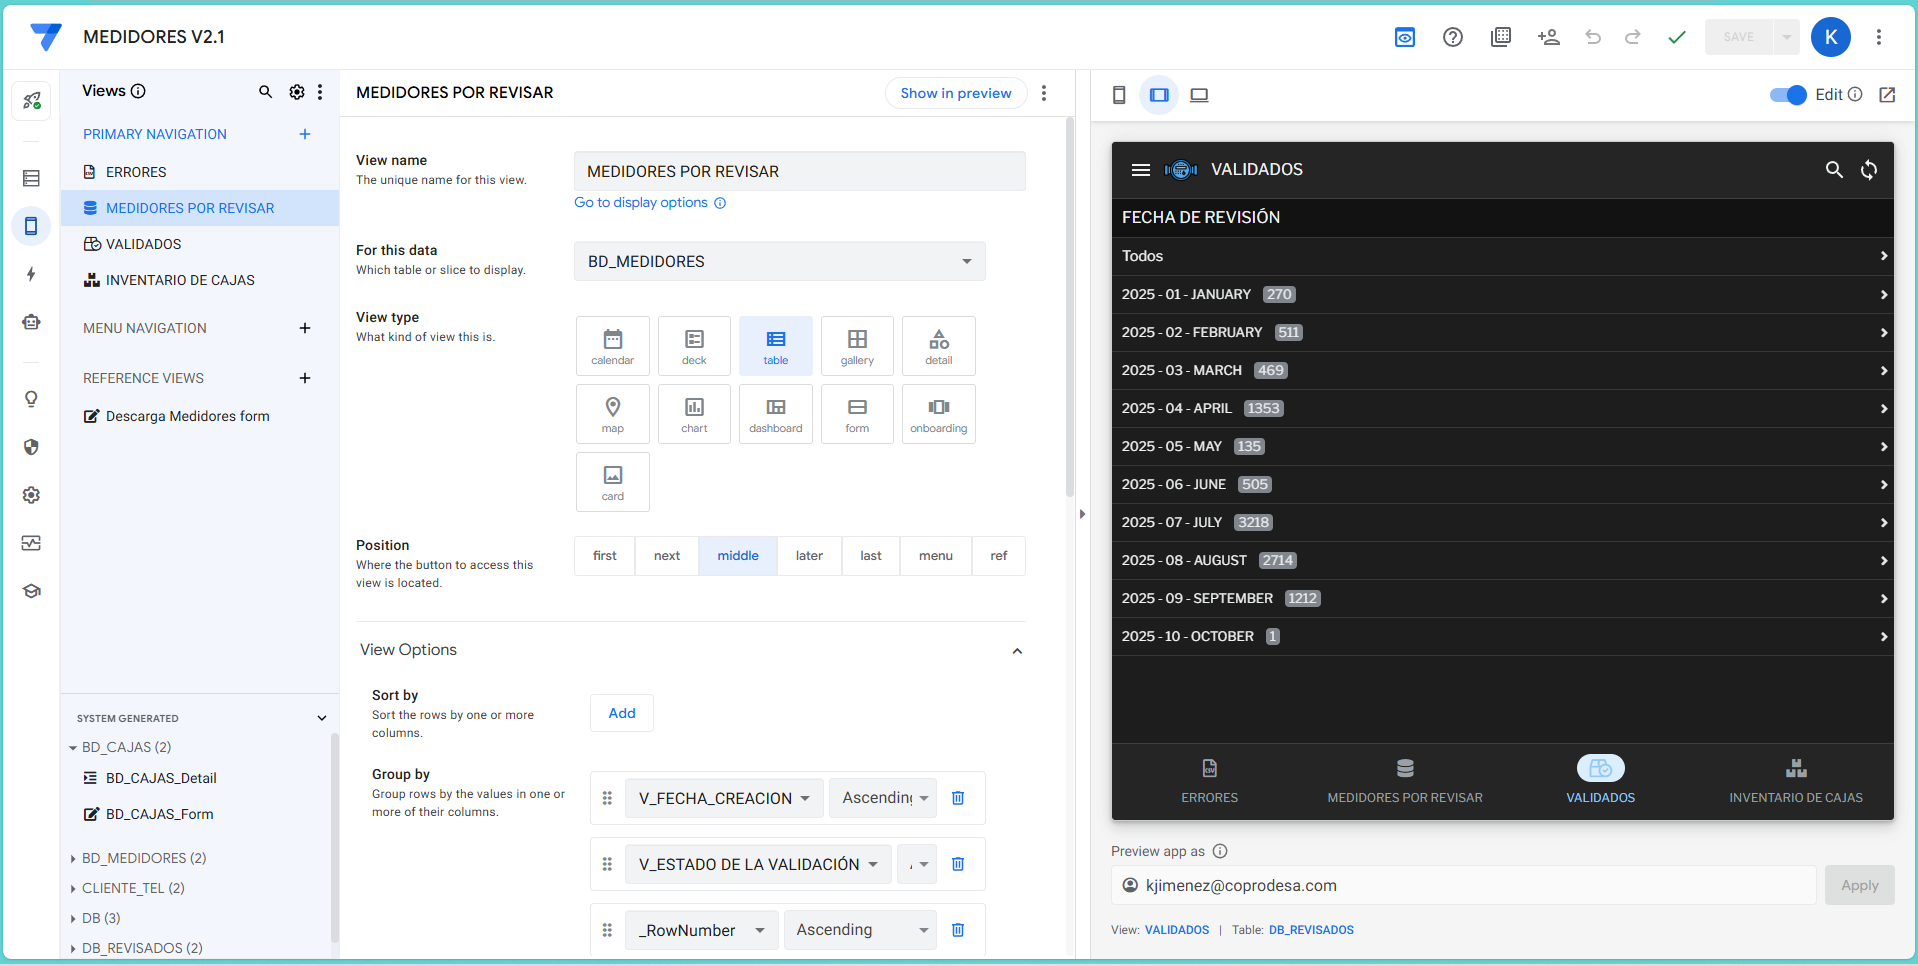 MEDIDORES V2.1
SAVE
K
Views
PRIMARY NAVIGATION
ERRORES
MEDIDORES POR REVISAR
VALIDADOS
INVENTARIO DE CAJAS
MENU NAVIGATION
REFERENCE VIEWS
Descarga Medidores form
SYSTEM GENERATED
BD_CAJAS (2)
BD_CAJAS_Detail
BD_CAJAS_Form
BD_MEDIDORES (2)
CLIENTE_TEL (2)
DB (3)
DB_REVISADOS (2)
MEDIDORES POR REVISAR
Show in preview
View name
The unique name for this view.
MEDIDORES POR REVISAR
Go to display options
For this data
Which table or slice to display.
BD_MEDIDORES
View type
What kind of view this is.
calendar
deck
table
gallery
detail
map
chart
dashboard
form
onboarding
card
Position
Where the button to access this
view is located.
first
next
middle
later
last
menu
ref
View Options
Sort by
Sort the rows by one or more
columns.
Add
Group by
Group rows by the values in one or
more of their columns.
V_FECHA_CREACION
Ascending
V_ESTADO DE LA VALIDACIÓN
_RowNumber
Ascending
Edit
VALIDADOS
FECHA DE REVISIÓN
Todos
2025 - 01 - JANUARY 270
2025 - 02 - FEBRUARY 511
2025 - 03 - MARCH 469
2025 - 04 - APRIL 1353
2025 - 05 - MAY 135
2025 - 06 - JUNE 505
2025 - 07 - JULY 3218
2025 - 08 - AUGUST 2714
2025 - 09 - SEPTEMBER 1212
2025 - 10 - OCTOBER 1
ERRORES
MEDIDORES POR REVISAR
VALIDADOS
INVENTARIO DE CAJAS
Preview app as
kjimenez@coprodesa.com
Apply
View: VALIDADOS | Table: DB_REVISADOS